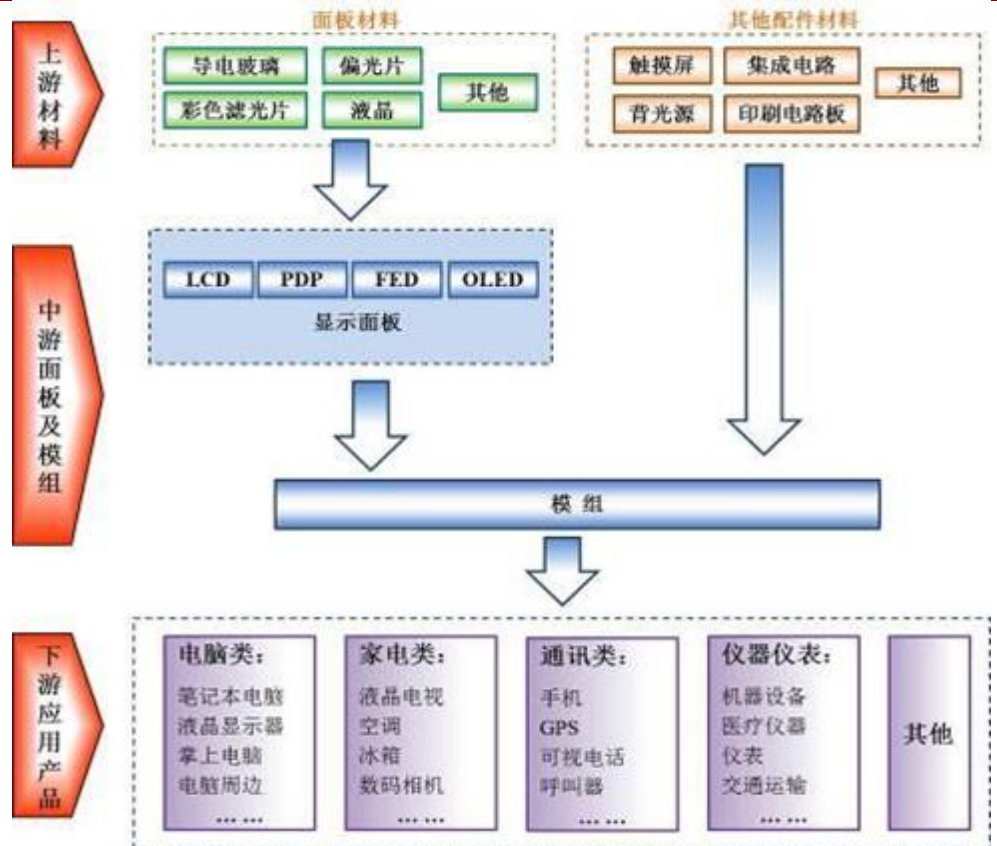 上游材料
面板材料
导电玻璃
偏光片
其他
彩色滤光片
液晶
其他配件材料
触摸屏
集成电路
其他
背光源
印刷电路板
中游面板及模组
LCD
PDP
FED
OLED
显示面板
模 组
下游应用产品
电脑类：
笔记本电脑
液晶显示器
掌上电脑
电脑周边
... ...
家电类：
液晶电视
空调
冰箱
数码相机
... ...
通讯类：
手机
GPS
可视电话
呼叫器
... ...
仪器仪表：
机器设备
医疗仪器
仪表
交通运输
... ...
其他